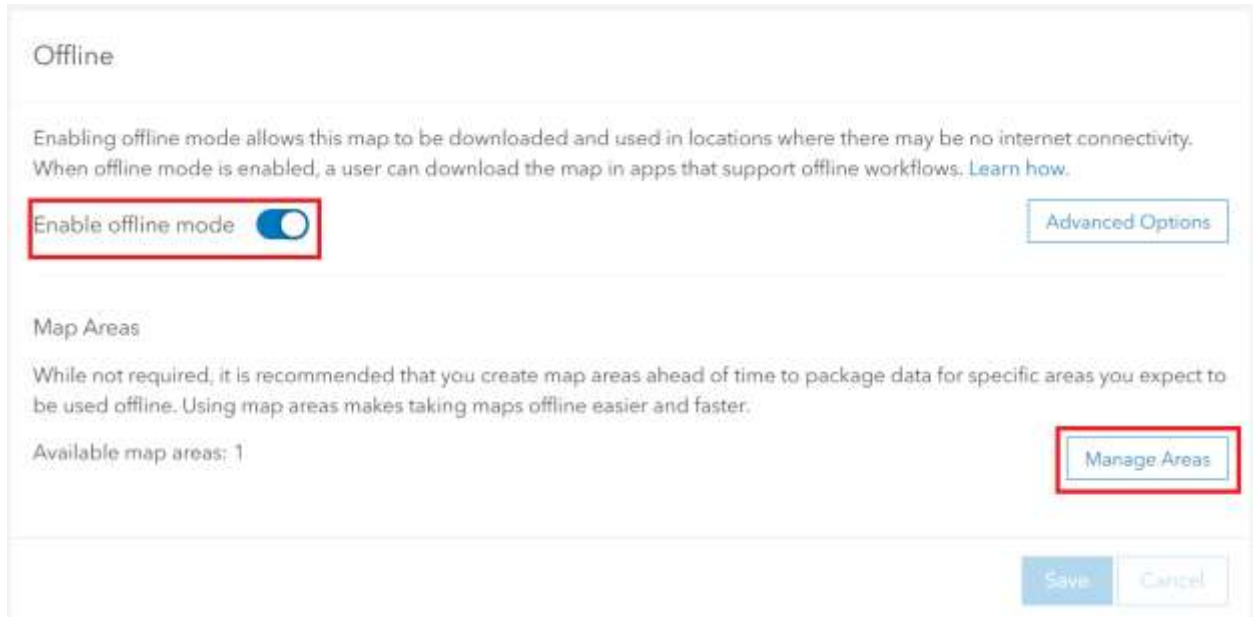 Offline
Enabling offline mode allows this map to be downloaded and used in locations where there may be no internet connectivity.
When offline mode is enabled, a user can download the map in apps that support offline workflows. Learn how.
Enable offline mode
Advanced Options
Map Areas
While not required, it is recommended that you create map areas ahead of time to package data for specific areas you expect to
be used offline. Using map areas makes taking maps offline easier and faster.
Available map areas: 1
Manage Areas
Save Cancel